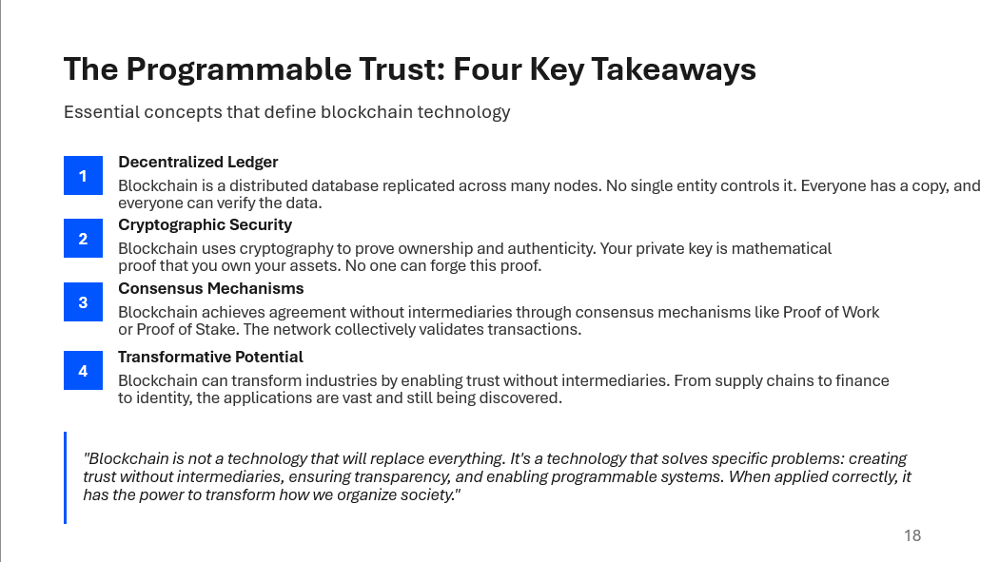 The Programmable Trust: Four Key Takeaways
Essential concepts that define blockchain technology
1
Decentralized Ledger
Blockchain is a distributed database replicated across many nodes. No single entity controls it. Everyone has a copy, and
everyone can verify the data.
2
Cryptographic Security
Blockchain uses cryptography to prove ownership and authenticity. Your private key is mathematical
proof that you own your assets. No one can forge this proof.
3
Consensus Mechanisms
Blockchain achieves agreement without intermediaries through consensus mechanisms like Proof of Work
or Proof of Stake. The network collectively validates transactions.
4
Transformative Potential
Blockchain can transform industries by enabling trust without intermediaries. From supply chains to finance
to identity, the applications are vast and still being discovered.
"Blockchain is not a technology that will replace everything. It's a technology that solves specific problems: creating
trust without intermediaries, ensuring transparency, and enabling programmable systems. When applied correctly, it
has the power to transform how we organize society."
18